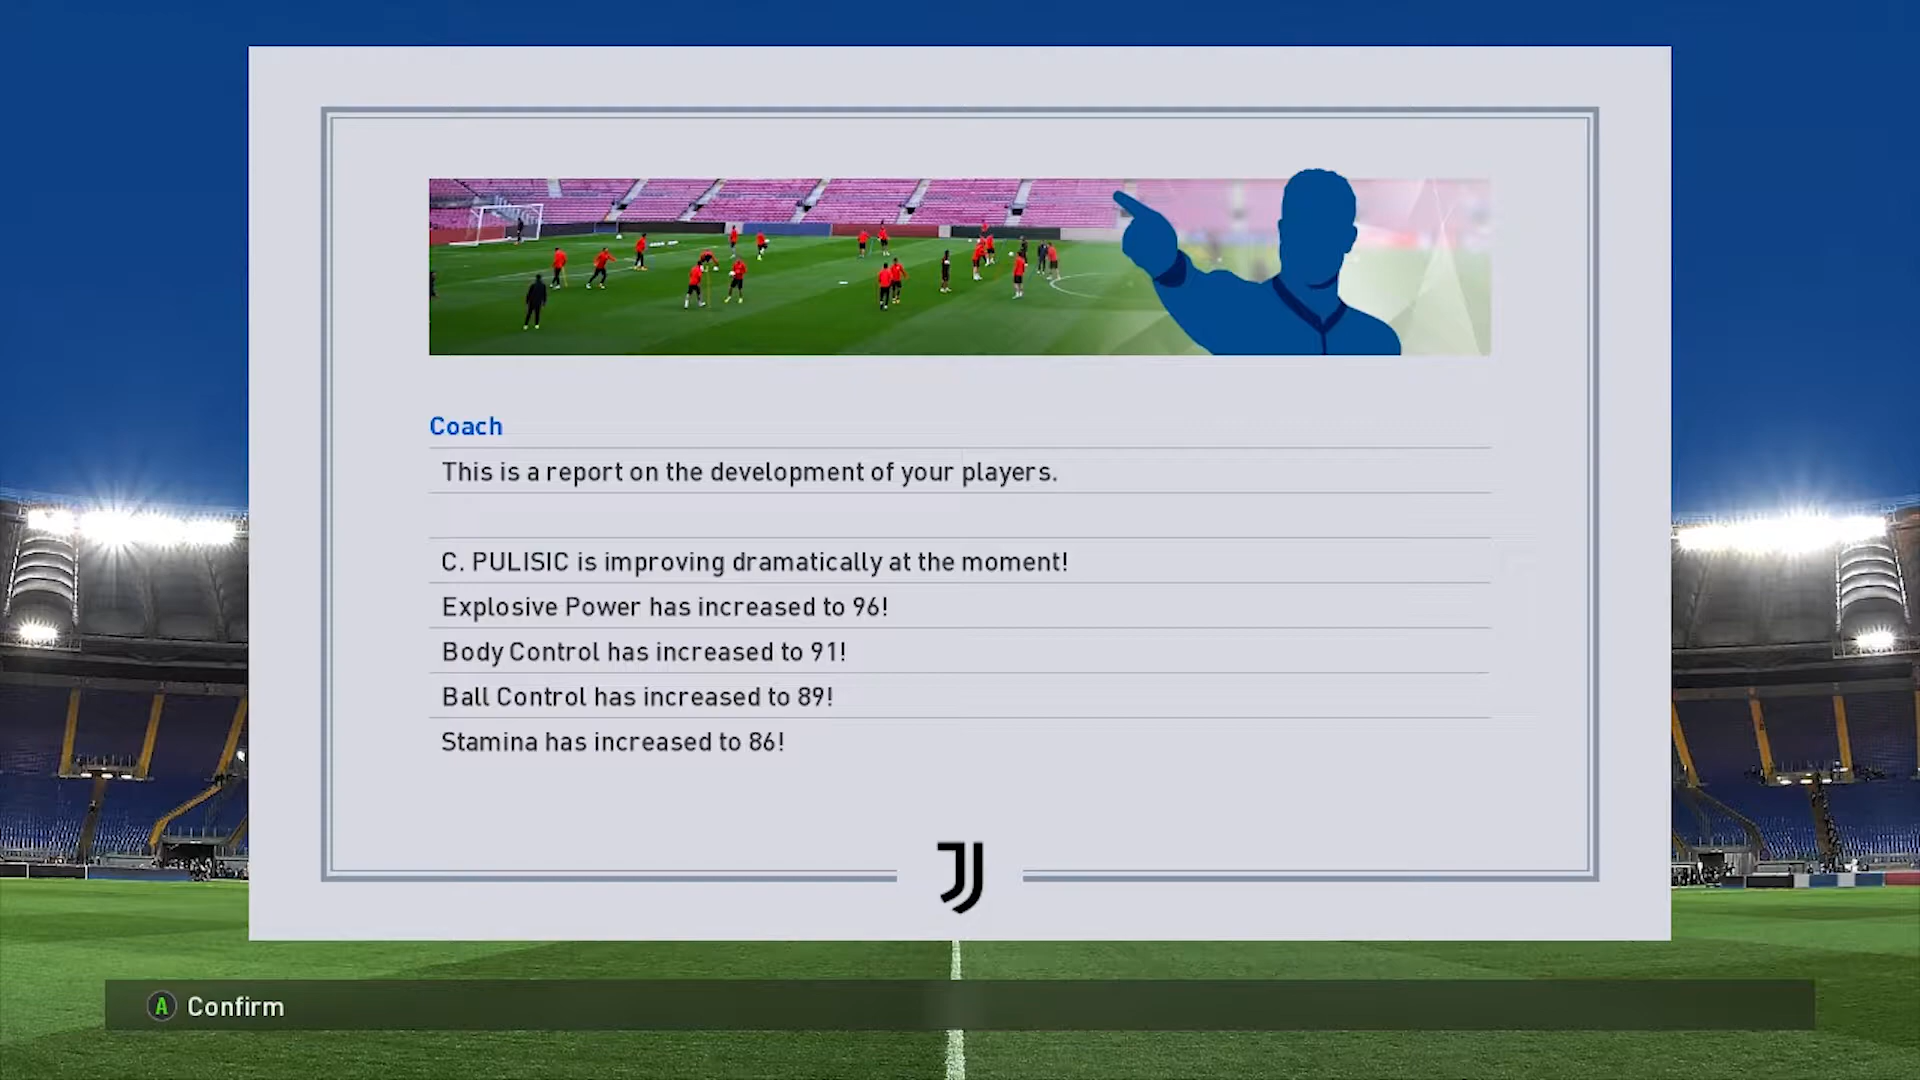 Coach
This is a report on the development of your players.
C. PULISIC is improving dramatically at the moment!
Explosive Power has increased to 96!
Body Control has increased to 91!
Ball Control has increased to 89!
Stamina has increased to 86!
A Confirm